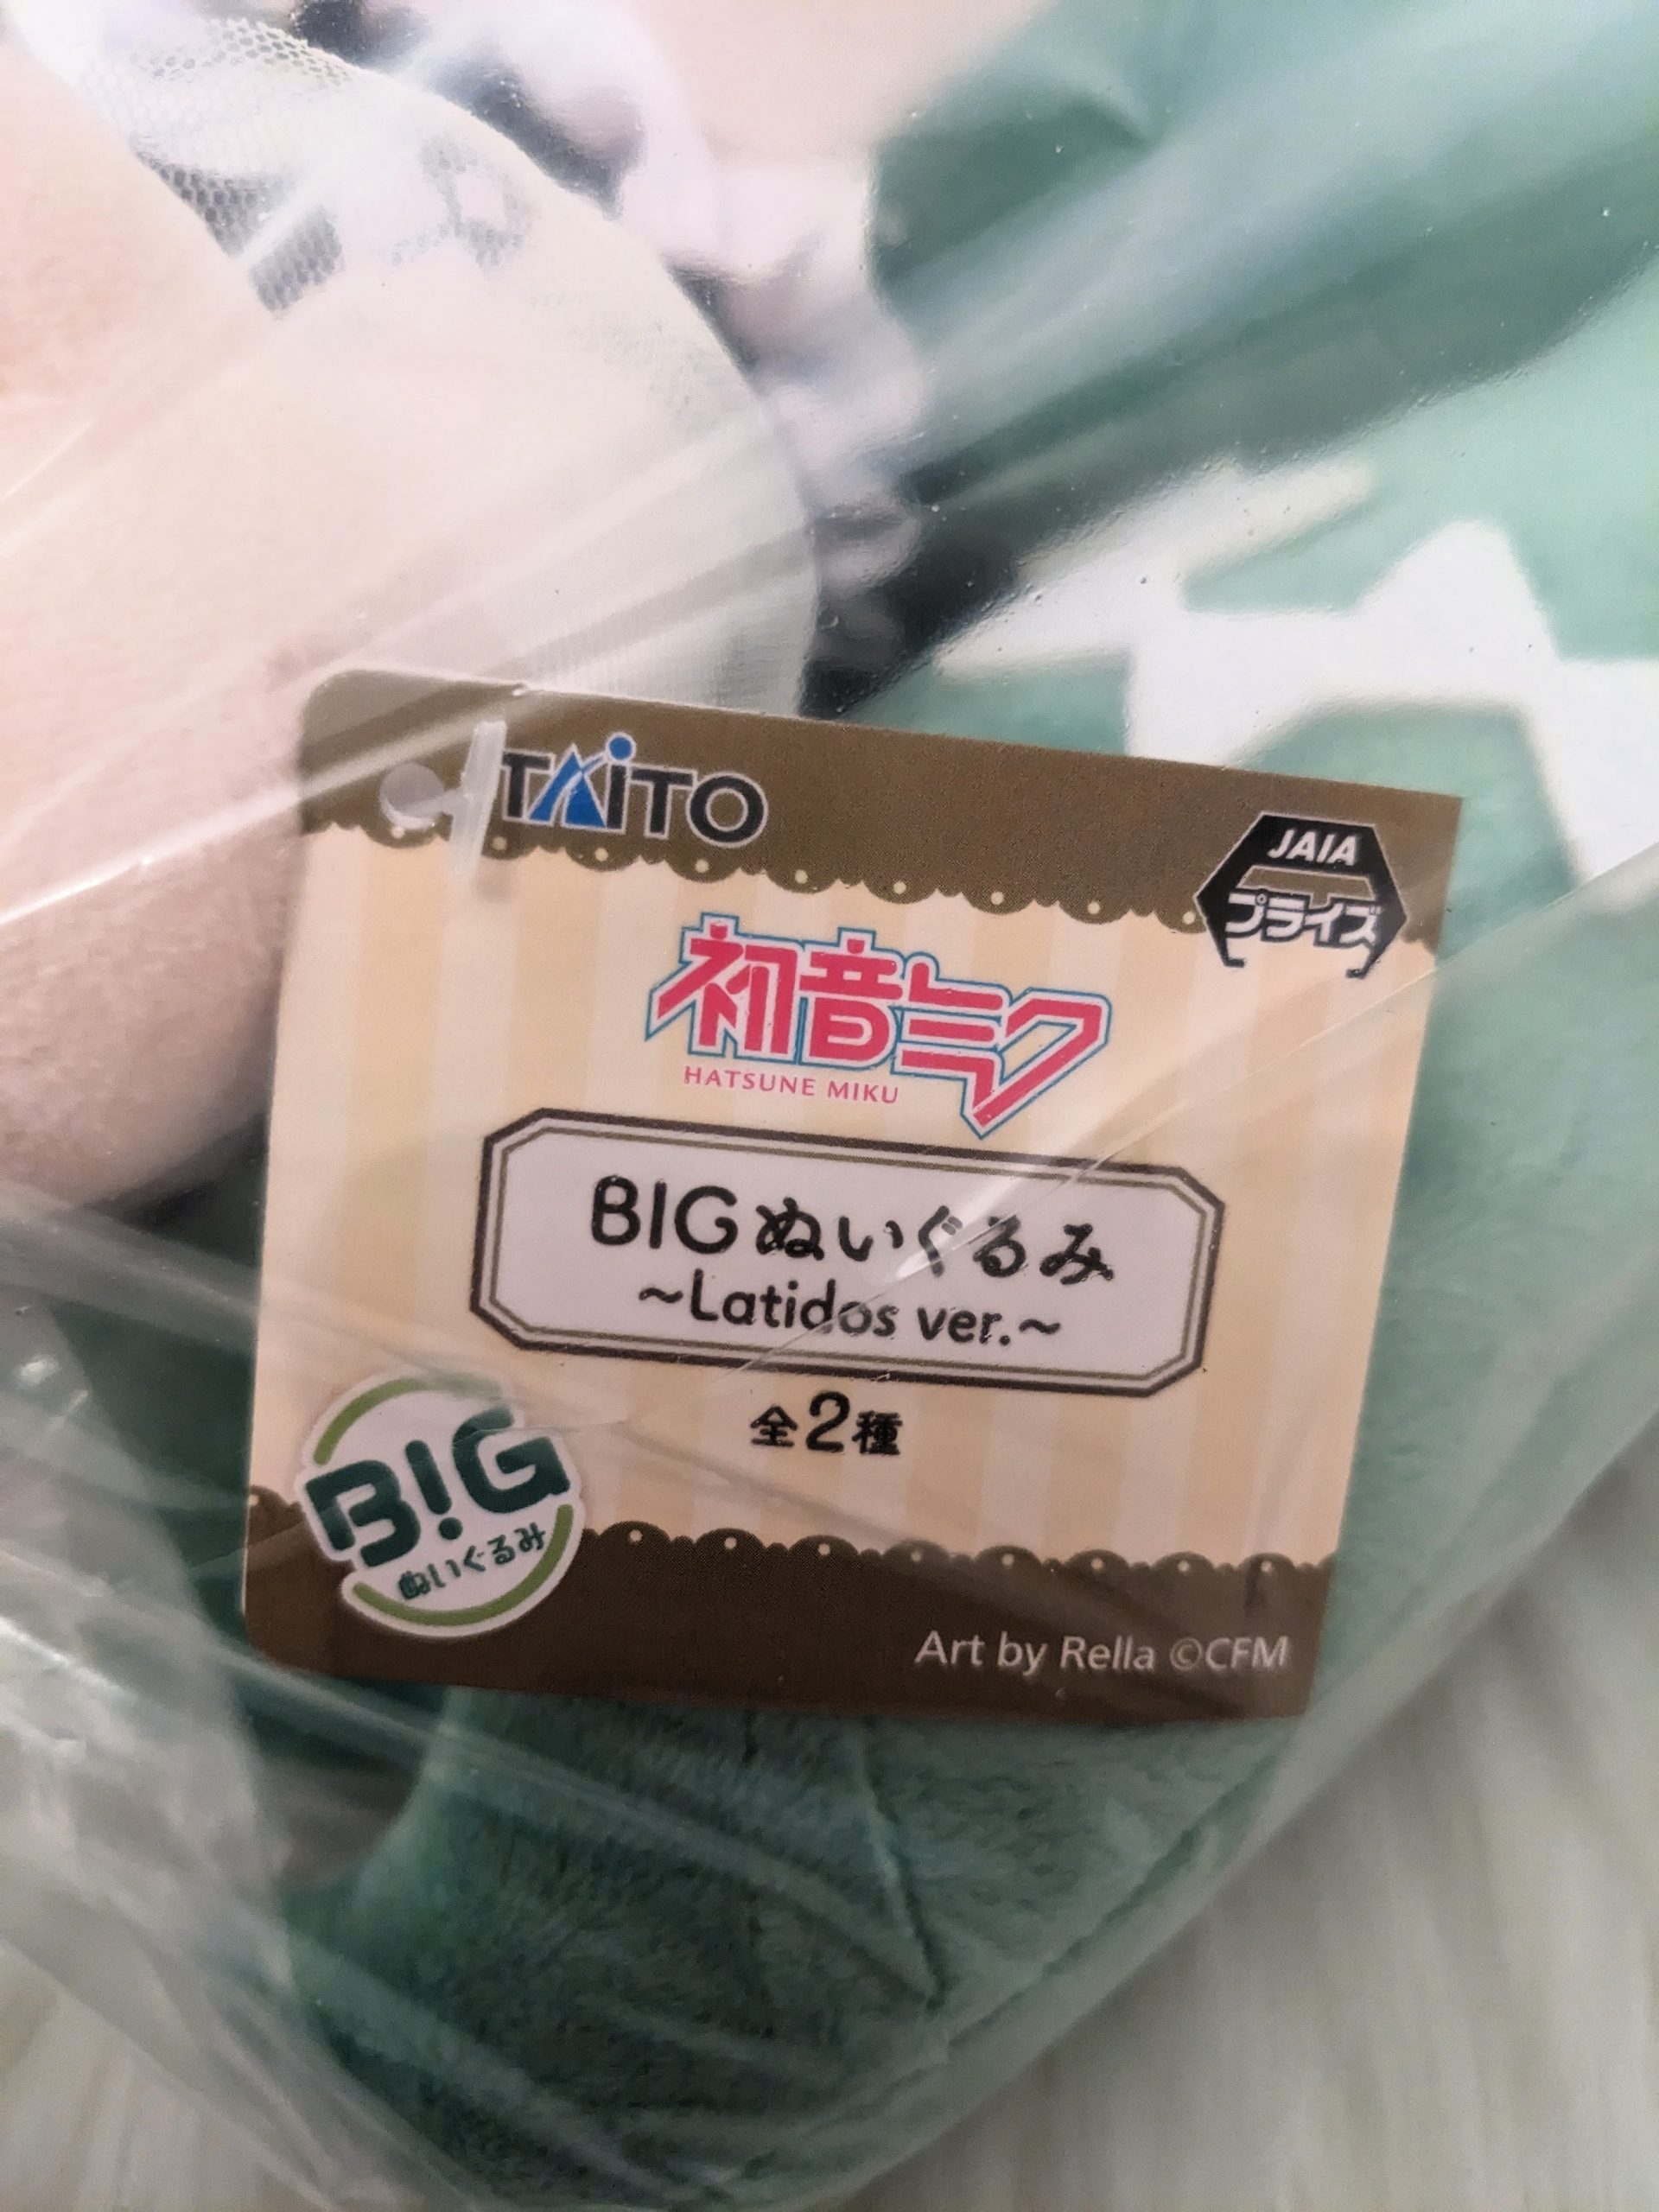 TAITO
JAIA
プライズ
初音ミク
HATSUNE MIKU
BIGぬいぐるみ
~Latidos ver.~
全2種
B!G
ぬいぐるみ
Art by Rella ©CFM